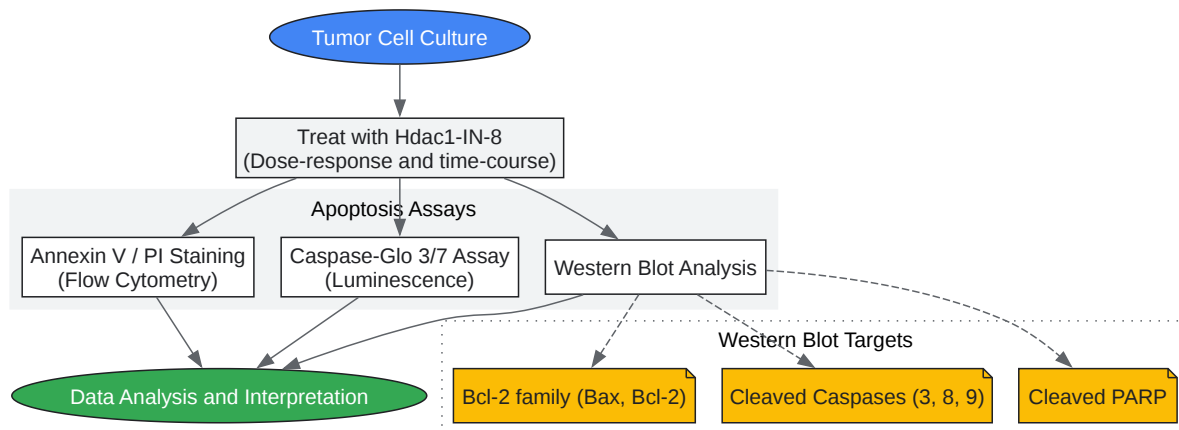 Tumor Cell Culture
Treat with Hdac1-IN-8
(Dose-response and time-course)
Apoptosis Assays
Annexin V / PI Staining
(Flow Cytometry)
Caspase-Glo 3/7 Assay
(Luminescence)
Western Blot Analysis
Western Blot Targets
Data Analysis and Interpretation
Bcl-2 family (Bax, Bcl-2)
Cleaved Caspases (3, 8, 9)
Cleaved PARP